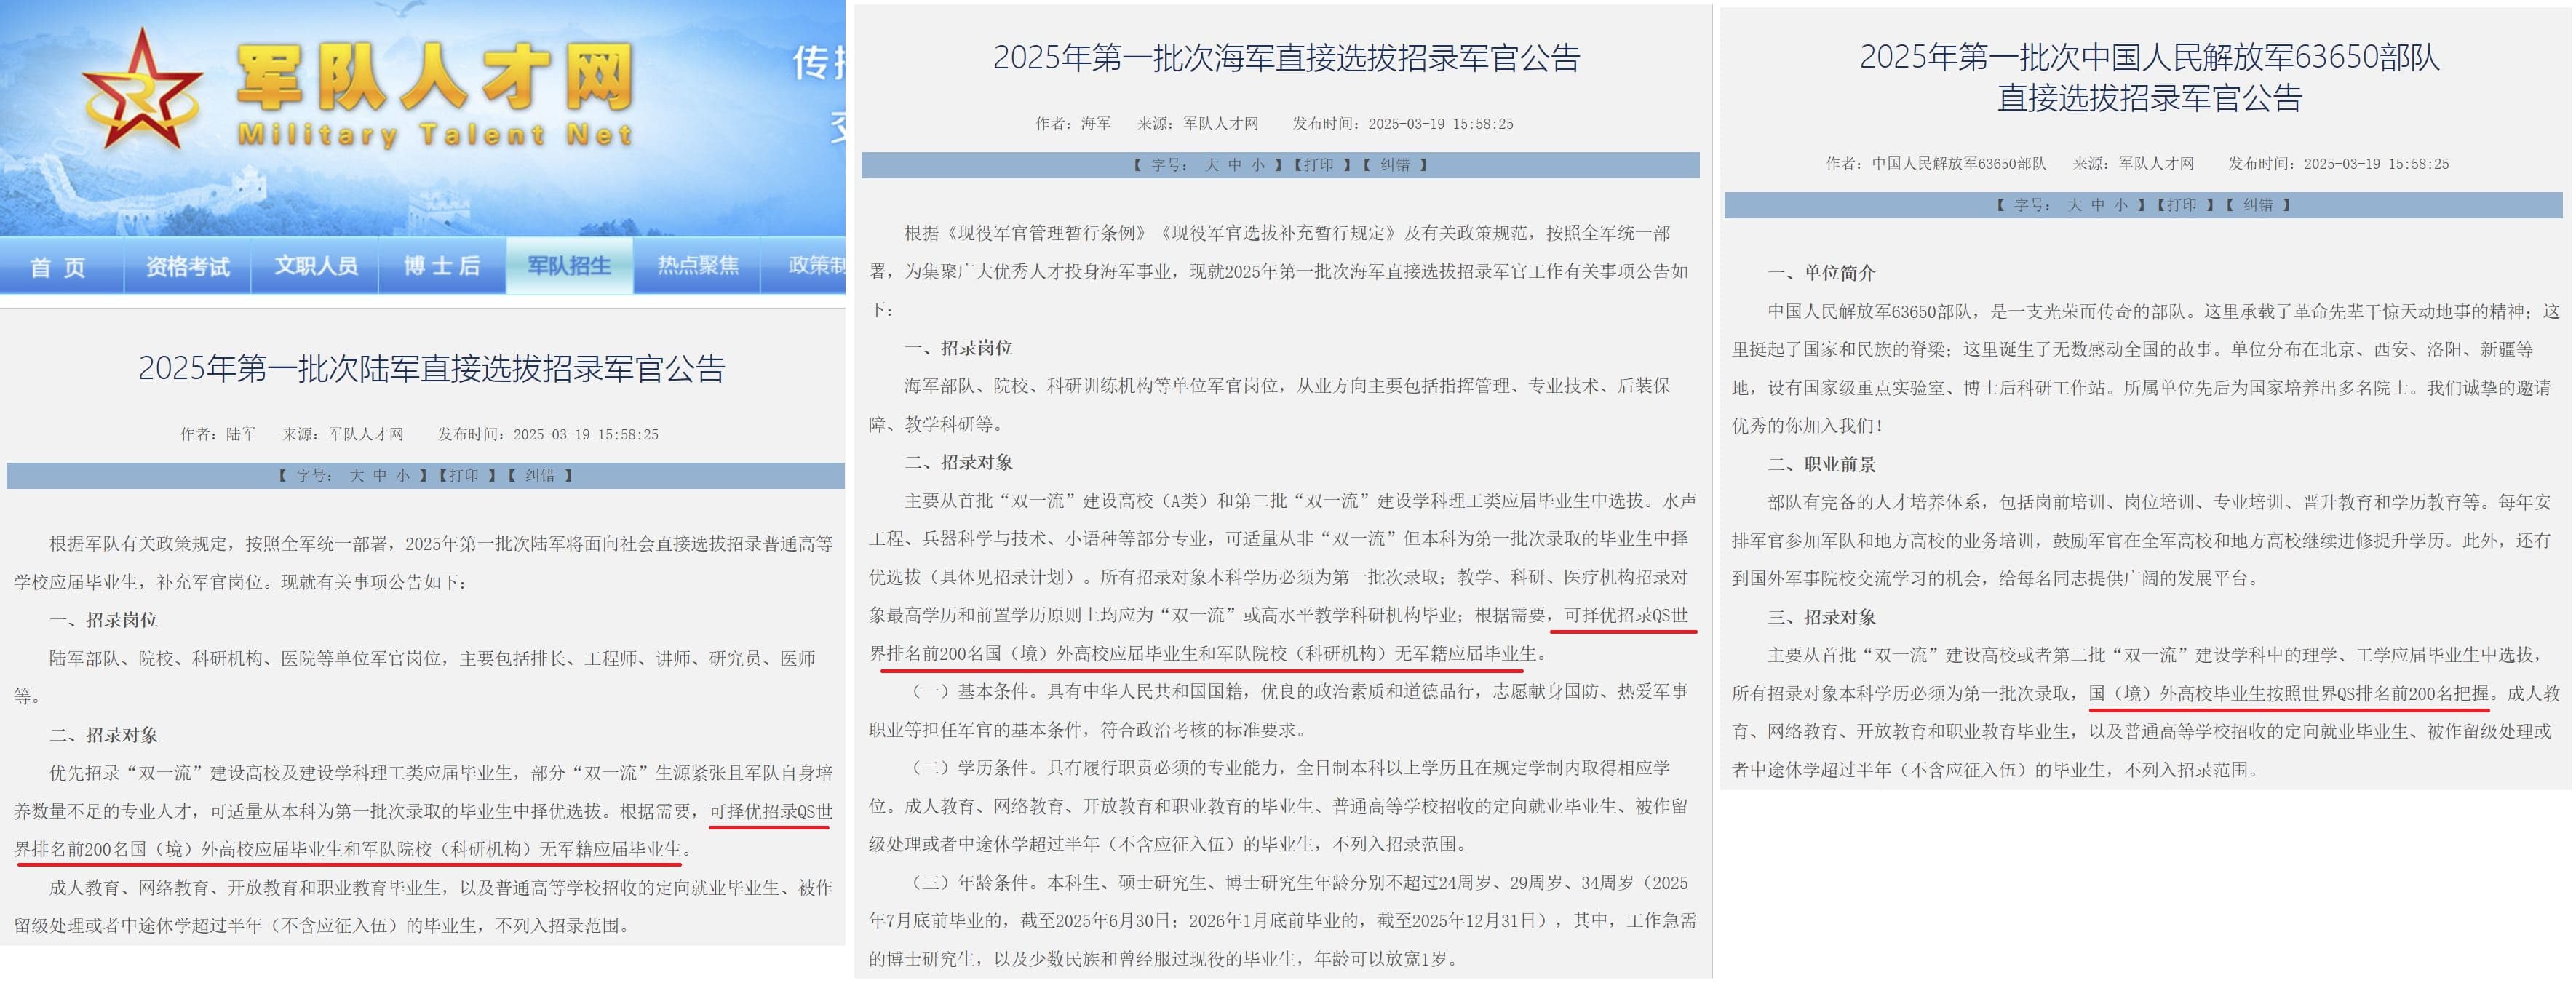 军队人才网
Military Talent Net
传
首 页
资格考试
文职人员
博 士 后
军队招生
热点聚焦
政策制
2025年第一批次陆军直接选拔招录军官公告
作者：陆军 来源：军队人才网 发布时间：2025-03-19 15:58:25
【 字号： 大 中 小 】【打印 】【 纠错 】
根据军队有关政策规定，按照全军统一部署，2025年第一批次陆军将面向社会直接选拔招录普通高等
学校应届毕业生，补充军官岗位。现就有关事项公告如下：
一、招录岗位
陆军部队、院校、科研机构、医院等单位军官岗位，主要包括排长、工程师、讲师、研究员、医师
等。
二、招录对象
优先招录“双一流”建设高校及建设学科理工类应届毕业生，部分“双一流”生源紧张且军队自身培
养数量不足的专业人才，可适量从本科为第一批次录取的毕业生中择优选拔。根据需要，可择优招录QS世
界排名前200名国（境）外高校应届毕业生和军队院校（科研机构）无军籍应届毕业生。
成人教育、网络教育、开放教育和职业教育毕业生，以及普通高等学校招收的定向就业毕业生、被作
留级处理或者中途休学超过半年（不含应征入伍）的毕业生，不列入招录范围。
2025年第一批次海军直接选拔招录军官公告
作者：海军 来源：军队人才网 发布时间：2025-03-19 15:58:25
【 字号： 大 中 小 】【打印 】【 纠错 】
根据《现役军官管理暂行条例》《现役军官选拔补充暂行规定》及有关政策规范，按照全军统一部
署，为集聚广大优秀人才投身海军事业，现就2025年第一批次海军直接选拔招录军官工作有关事项公告如
下：
一、招录岗位
海军部队、院校、科研训练机构等单位军官岗位，从业方向主要包括指挥管理、专业技术、后装保
障、教学科研等。
二、招录对象
主要从首批“双一流”建设高校（A类）和第二批“双一流”建设学科理工类应届毕业生中选拔。水声
工程、兵器科学与技术、小语种等部分专业，可适量从非“双一流”但本科为第一批次录取的毕业生中择
优选拔（具体见招录计划）。所有招录对象本科学历必须为第一批次录取；教学、科研、医疗机构招录对
象最高学历和前置学历原则上均应为“双一流”或高水平教学科研机构毕业；根据需要，可择优招录QS世
界排名前200名国（境）外高校应届毕业生和军队院校（科研机构）无军籍应届毕业生。
（一）基本条件。具有中华人民共和国国籍，优良的政治素质和道德品行，志愿献身国防、热爱军事
职业等担任军官的基本条件，符合政治考核的标准要求。
（二）学历条件。具有履行职责必须的专业能力，全日制本科以上学历且在规定学制内取得相应学
位。成人教育、网络教育、开放教育和职业教育的毕业生、普通高等学校招收的定向就业毕业生、被作留
级处理或者中途休学超过半年（不含应征入伍）的毕业生，不列入招录范围。
（三）年龄条件。本科生、硕士研究生、博士研究生年龄分别不超过24周岁、29周岁、34周岁（2025
年7月底前毕业的，截至2025年6月30日；2026年1月底前毕业的，截至2025年12月31日），其中，工作急需
的博士研究生，以及少数民族和曾经服过现役的毕业生，年龄可以放宽1岁。
2025年第一批次中国人民解放军63650部队
直接选拔招录军官公告
作者：中国人民解放军63650部队 来源：军队人才网 发布时间：2025-03-19 15:58:25
【 字号： 大 中 小 】【打印 】【 纠错 】
一、单位简介
中国人民解放军63650部队，是一支光荣而传奇的部队。这里承载了革命先辈干惊天动地事的精神；这
里挺起了国家和民族的脊梁；这里诞生了无数感动全国的故事。单位分布在北京、西安、洛阳、新疆等
地，设有国家级重点实验室、博士后科研工作站。所属单位先后为国家培养出多名院士。我们诚挚的邀请
优秀的你加入我们！
二、职业前景
部队有完备的人才培养体系，包括岗前培训、岗位培训、专业培训、晋升教育和学历教育等。每年安
排军官参加军队和地方高校的业务培训，鼓励军官在全军高校和地方高校继续进修提升学历。此外，还有
到国外军事院校交流学习的机会，给每名同志提供广阔的发展平台。
三、招录对象
主要从首批“双一流”建设高校或者第二批“双一流”建设学科中的理学、工学应届毕业生中选拔，
所有招录对象本科学历必须为第一批次录取，国（境）外高校毕业生按照世界QS排名前200名把握。成人教
育、网络教育、开放教育和职业教育毕业生，以及普通高等学校招收的定向就业毕业生、被作留级处理或
者中途休学超过半年（不含应征入伍）的毕业生，不列入招录范围。